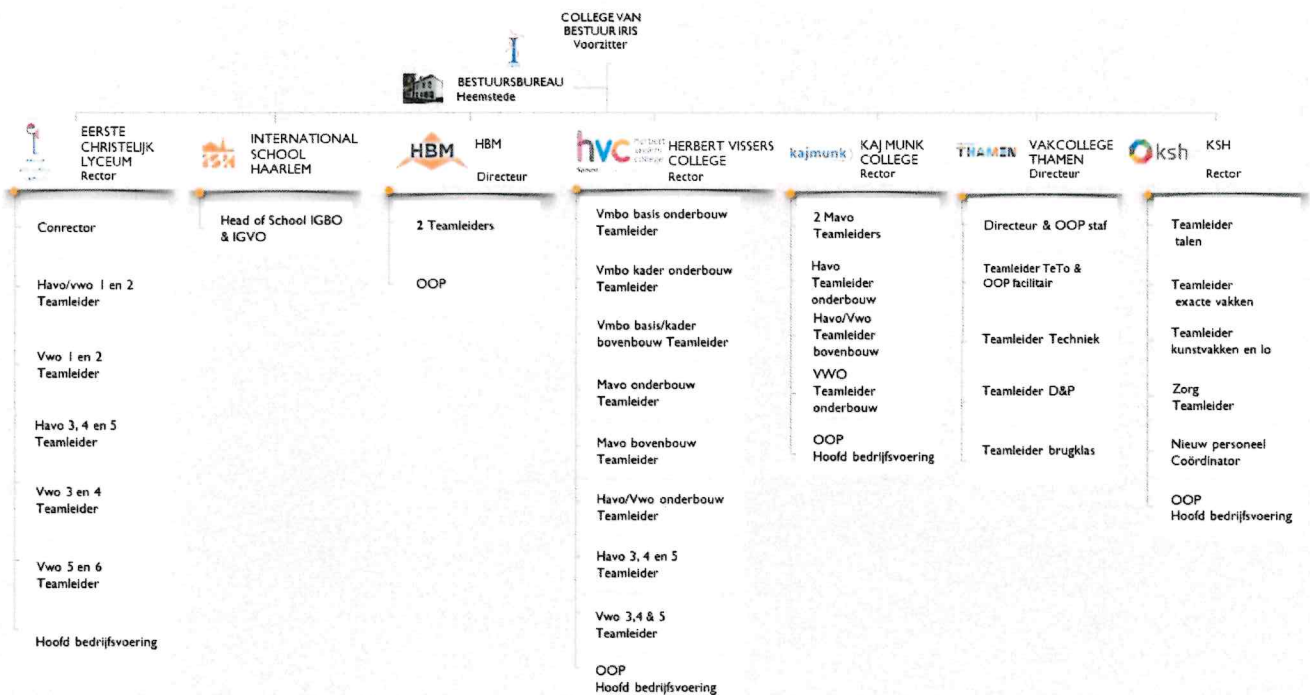 COLLEGE VAN
BESTUUR IRIS
Voorzitter
BESTUURSBUREAU
Heemstede
EERSTE
CHRISTELIJK
LYCEUM
Rector
Conrector
Havo/vwo 1 en 2
Teamleider
Vwo 1 en 2
Teamleider
Havo 3, 4 en 5
Teamleider
Vwo 3 en 4
Teamleider
Vwo 5 en 6
Teamleider
Hoofd bedrijfsvoering
ISH
INTERNATIONAL
SCHOOL
HAARLEM
Head of School IGBO
& IGVO
HBM
HBM
Directeur
2 Teamleiders
OOP
hvc herbert
vissers
college
HERBERT VISSERS
COLLEGE
Rector
Vmbo basis onderbouw
Teamleider
Vmbo kader onderbouw
Teamleider
Vmbo basis/kader
bovenbouw Teamleider
Mavo onderbouw
Teamleider
Mavo bovenbouw
Teamleider
Havo/Vwo onderbouw
Teamleider
Havo 3, 4 en 5
Teamleider
Vwo 3,4 & 5
Teamleider
OOP
Hoofd bedrijfsvoering
kajmunk
KAJ MUNK
COLLEGE
Rector
2 Mavo
Teamleiders
Havo
Teamleider
onderbouw
Havo/Vwo
Teamleider
bovenbouw
VWO
Teamleider
onderbouw
OOP
Hoofd bedrijfsvoering
THAMEN
VAKCOLLEGE
THAMEN
Directeur
Directeur & OOP staf
Teamleider TeTo &
OOP facilitair
Teamleider Techniek
Teamleider D&P
Teamleider brugklas
ksh
KSH
Rector
Teamleider
talen
Teamleider
exacte vakken
Teamleider
kunstvakken en lo
Zorg
Teamleider
Nieuw personeel
Coördinator
OOP
Hoofd bedrijfsvoering